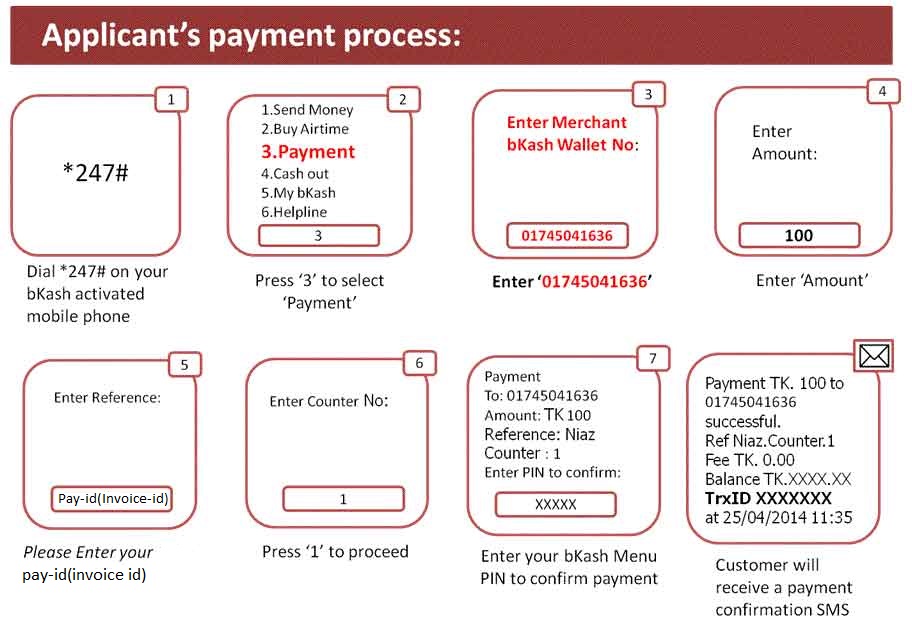 Applicant's payment process:
1
*247#
Dial *247# on your
bKash activated
mobile phone
2
1.Send Money
2.Buy Airtime
3.Payment
4.Cash out
5.My bKash
6.Helpline
3
Press ‘3’ to select
‘Payment’
3
Enter Merchant
bKash Wallet No:
01745041636
Enter ‘01745041636’
4
Enter
Amount:
100
Enter ‘Amount’
5
Enter Reference:
Pay-id(Invoice-id)
Please Enter your
pay-id(invoice id)
6
Enter Counter No:
1
Press ‘1’ to proceed
7
Payment
To: 01745041636
Amount: TK 100
Reference: Niaz
Counter : 1
Enter PIN to confirm:
XXXXX
Enter your bKash Menu
PIN to confirm payment
Payment TK. 100 to
01745041636
successful.
Ref Niaz.Counter.1
Fee TK. 0.00
Balance TK.XXXX.XX
TrxID XXXXXXX
at 25/04/2014 11:35
Customer will
receive a payment
confirmation SMS